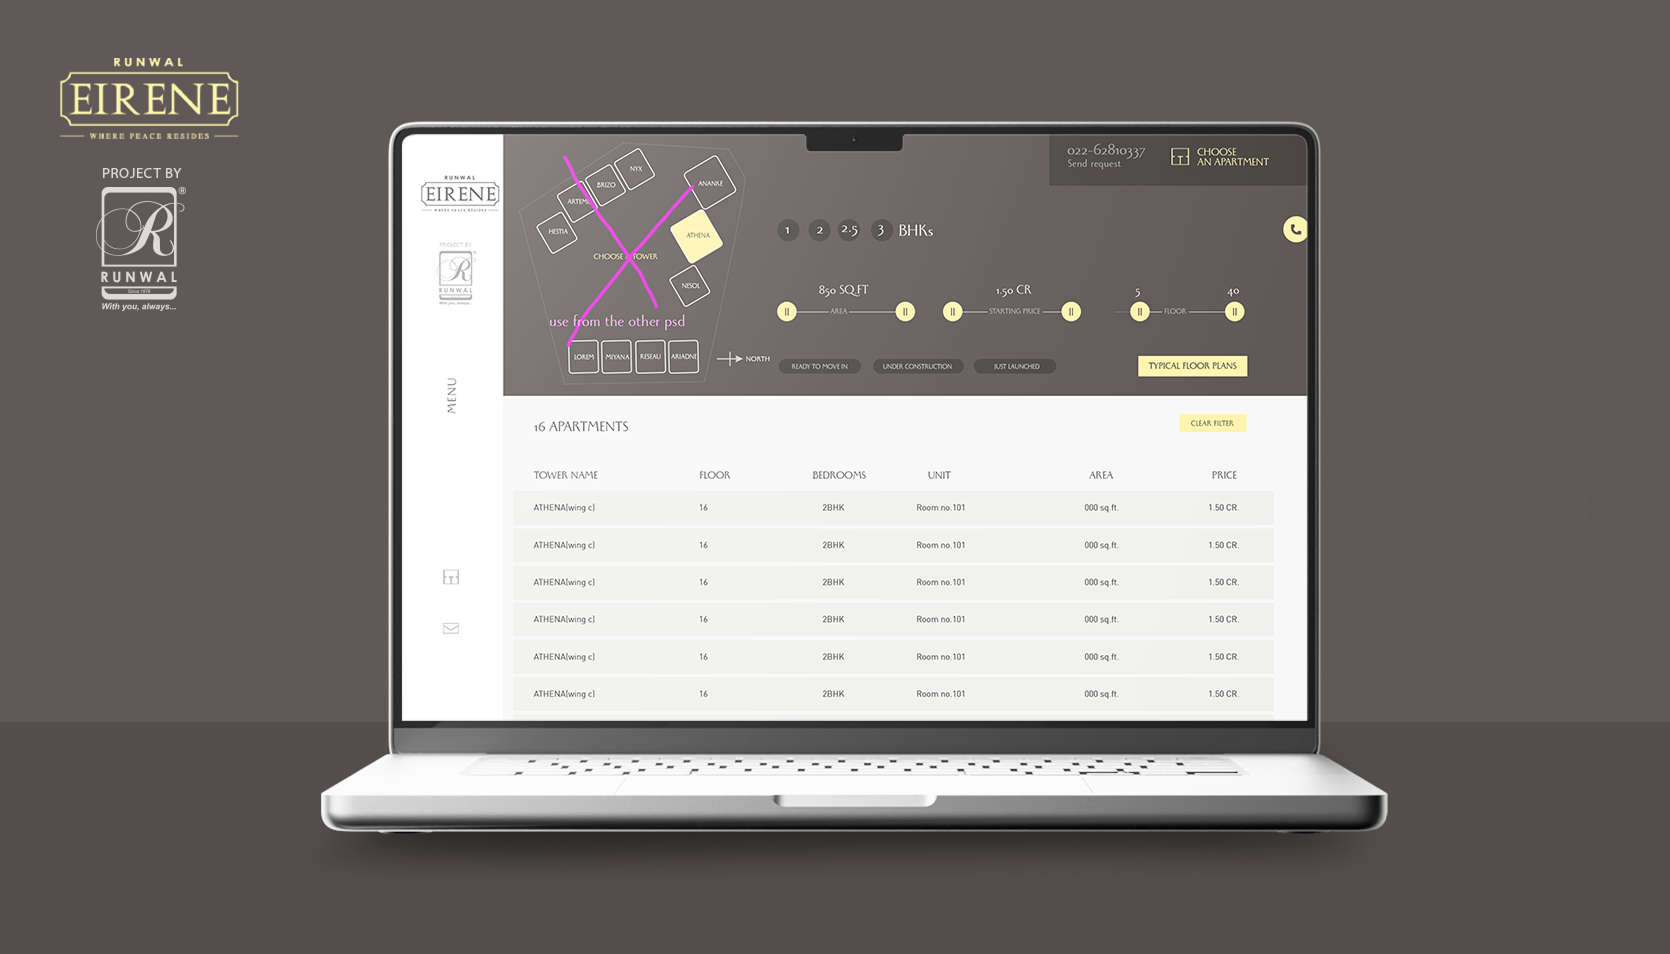 RUNWAL
EIRENE
WHERE PEACE RESIDES
PROJECT BY
R
®
RUNWAL
Since 1978
With you, always...
RUNWAL
EIRENE
WHERE PEACE RESIDES
PROJECT BY
R
RUNWAL
With you, always...
MENU
NYX
BRIZO
ARTEM
HESTIA
ANANKE
ATHENA
CHOOSE TOWER
NESOI
use from the other psd
LOREM
MIYANA
RESEAU
ARIADNE
NORTH
022-62810337
Send request
CHOOSE
AN APARTMENT
1 2 2.5 3 BHKs
850 SQ.FT
AREA
1.50 CR
STARTING PRICE
5 40
FLOOR
READY TO MOVE IN
UNDER CONSTRUCTION
JUST LAUNCHED
TYPICAL FLOOR PLANS
16 APARTMENTS
CLEAR FILTER
TOWER NAME FLOOR BEDROOMS UNIT AREA PRICE
ATHENA(wing c) 16 2BHK Room no.101 000 sq.ft. 1.50 CR.
ATHENA(wing c) 16 2BHK Room no.101 000 sq.ft. 1.50 CR.
ATHENA(wing c) 16 2BHK Room no.101 000 sq.ft. 1.50 CR.
ATHENA(wing c) 16 2BHK Room no.101 000 sq.ft. 1.50 CR.
ATHENA(wing c) 16 2BHK Room no.101 000 sq.ft. 1.50 CR.
ATHENA(wing c) 16 2BHK Room no.101 000 sq.ft. 1.50 CR.